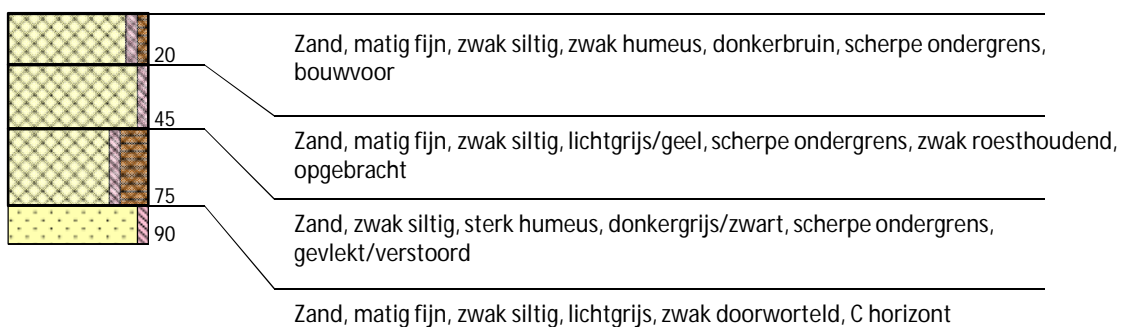 20
Zand, matig fijn, zwak siltig, zwak humeus, donkerbruin, scherpe ondergrens,
bouwvoor
45
Zand, matig fijn, zwak siltig, lichtgrijs/geel, scherpe ondergrens, zwak roesthoudend,
opgebracht
75
Zand, zwak siltig, sterk humeus, donkergrijs/zwart, scherpe ondergrens,
gevlekt/verstoord
90
Zand, matig fijn, zwak siltig, lichtgrijs, zwak doorworteld, C horizont